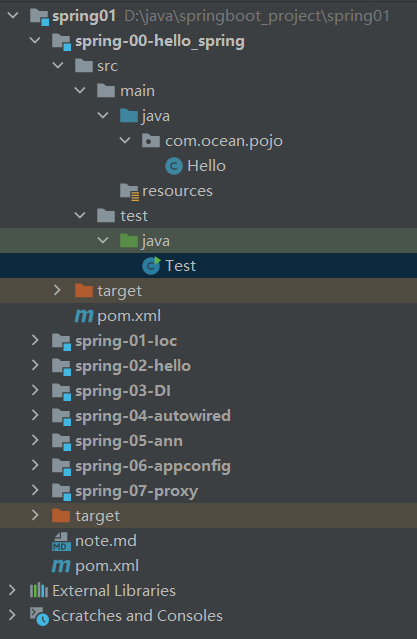 spring01 D:\java\springboot_project\spring01
spring-00-hello_spring
src
main
java
com.ocean.pojo
C Hello
resources
test
java
C Test
target
m pom.xml
spring-01-Ioc
spring-02-hello
spring-03-DI
spring-04-autowired
spring-05-ann
spring-06-appconfig
spring-07-proxy
target
MD note.md
m pom.xml
External Libraries
Scratches and Consoles